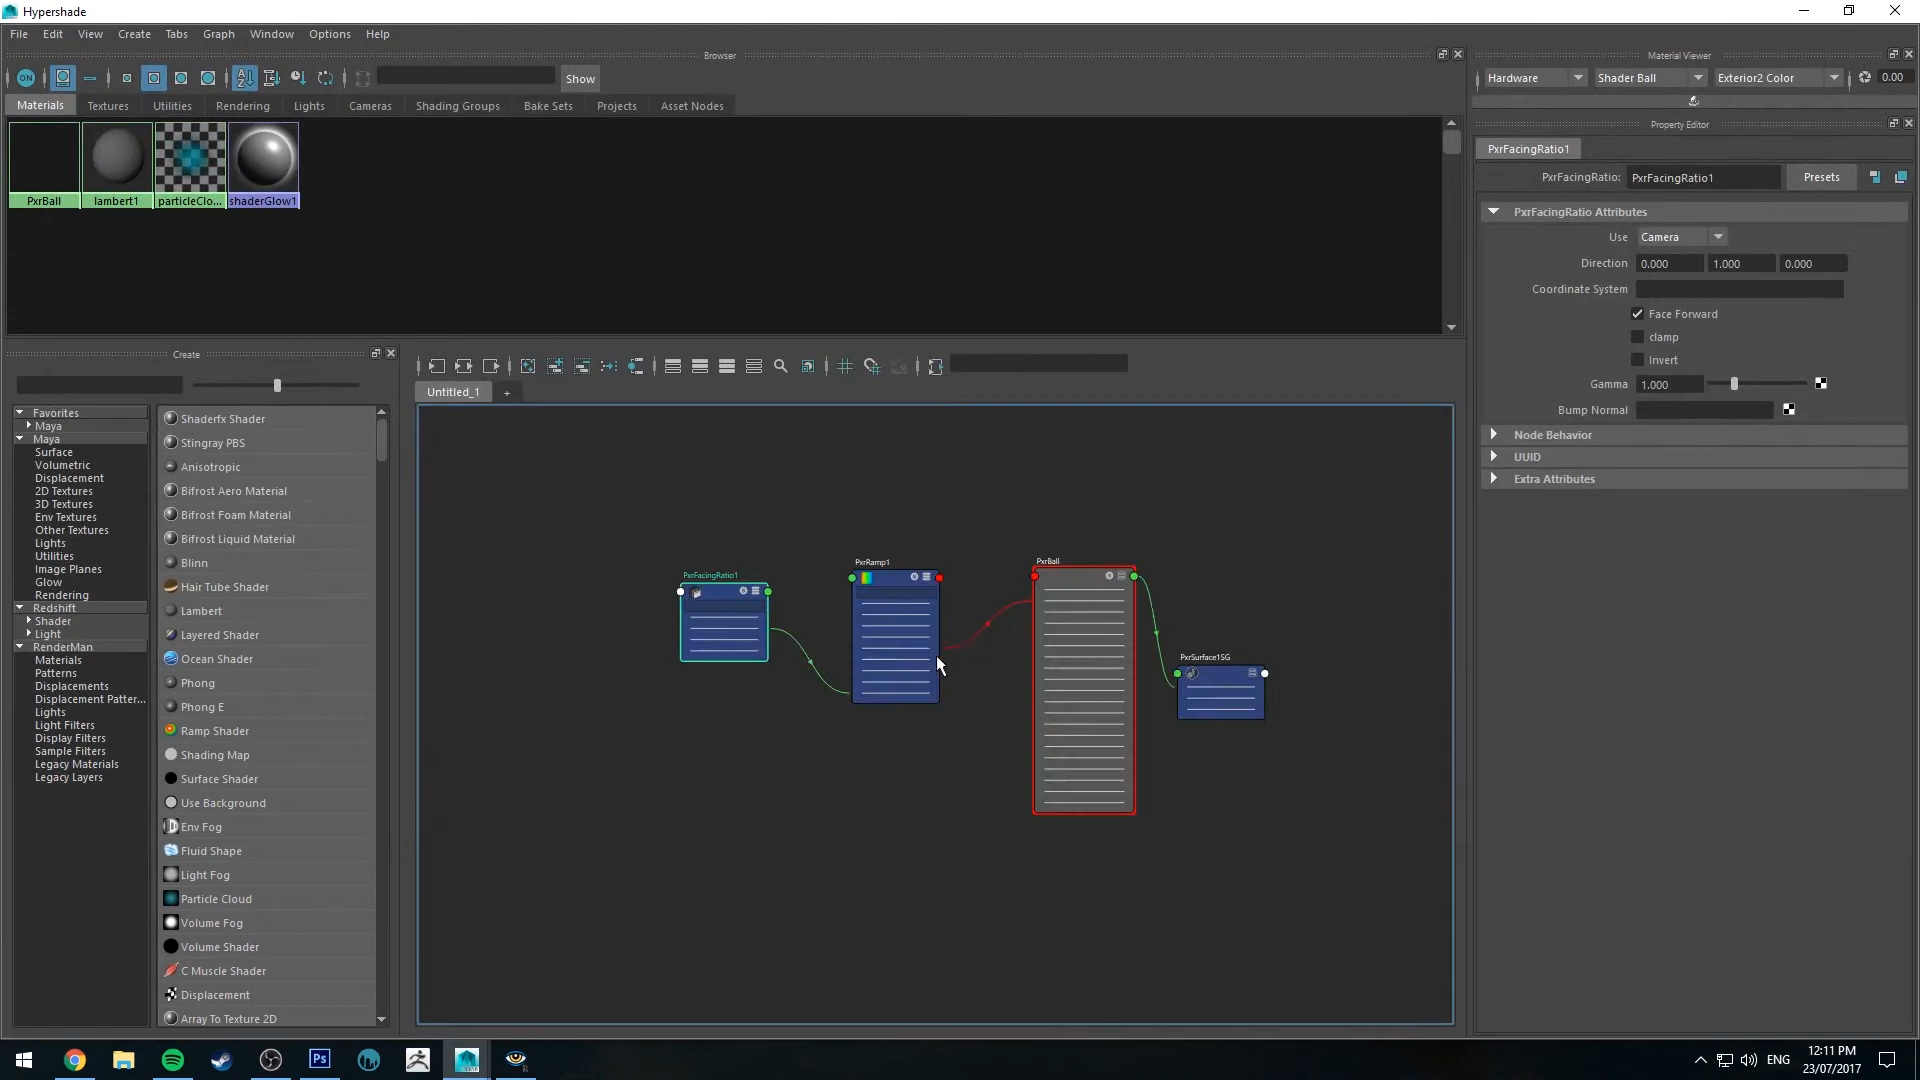 Hypershade
File Edit View Create Tabs Graph Window Options Help
Browser
Material Viewer
ON
Show
Hardware Shader Ball Exterior2 Color 0.00
Materials Textures Utilities Rendering Lights Cameras Shading Groups Bake Sets Projects Asset Nodes
Property Editor
PxrFacingRatio1
PxrFacingRatio: PxrFacingRatio1 Presets
PxrBall lambert1 particleClo... shaderGlow1
PxrFacingRatio Attributes
Use Camera
Direction 0.000 1.000 0.000
Coordinate System
Face Forward
clamp
Invert
Gamma 1.000
Bump Normal
Node Behavior
UUID
Extra Attributes
Create
Untitled_1 +
Favorites
Maya
Maya
Surface
Volumetric
Displacement
2D Textures
3D Textures
Env Textures
Other Textures
Lights
Utilities
Image Planes
Glow
Rendering
Redshift
Shader
Light
RenderMan
Materials
Patterns
Displacements
Displacement Patter...
Lights
Light Filters
Display Filters
Sample Filters
Legacy Materials
Legacy Layers
Shaderfx Shader
Stingray PBS
Anisotropic
Bifrost Aero Material
Bifrost Foam Material
Bifrost Liquid Material
Blinn
Hair Tube Shader
Lambert
Layered Shader
Ocean Shader
Phong
Phong E
Ramp Shader
Shading Map
Surface Shader
Use Background
Env Fog
Fluid Shape
Light Fog
Particle Cloud
Volume Fog
Volume Shader
C Muscle Shader
Displacement
Array To Texture 2D
PxrFacingRatio1
PxrRamp1
PxrBall
PxrSurface1SG
Ps
ENG
12:11 PM
23/07/2017